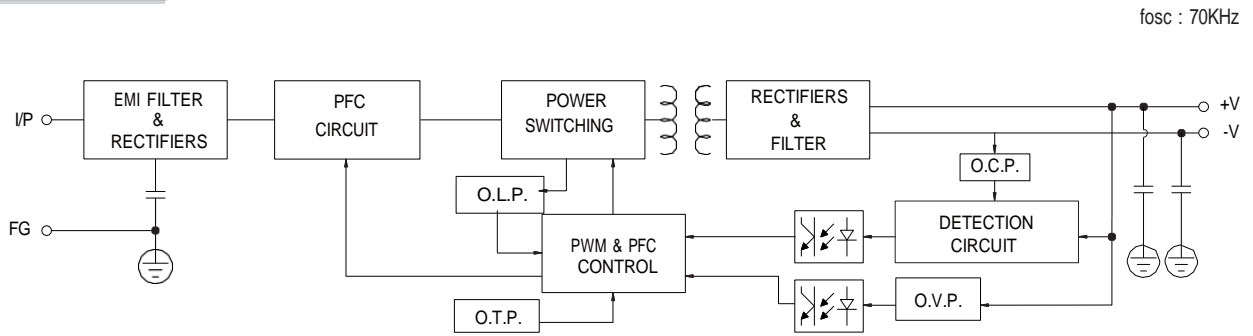 fosc : 70KHz
I/P
EMI FILTER
&
RECTIFIERS
PFC
CIRCUIT
POWER
SWITCHING
RECTIFIERS
&
FILTER
+V
-V
O.C.P.
O.L.P.
FG
PWM & PFC
CONTROL
DETECTION
CIRCUIT
O.V.P.
O.T.P.